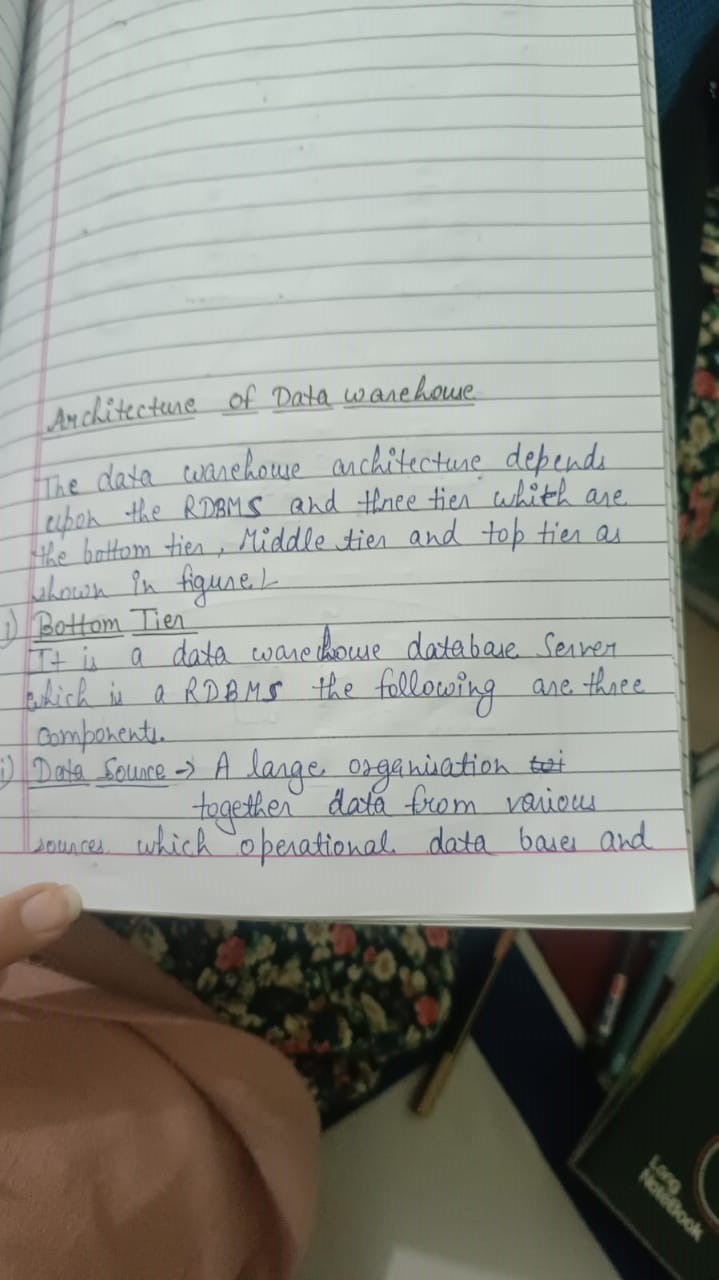 Architecture of Data warehouse
The data warehouse architecture depends
upon the RDBMS and three tier which are
the bottom tier, Middle tier and top tier as
shown in figure 1
1) Bottom Tier
It is a data warehouse database Server
which is a RDBMS the following are three
components.
i) Data Source → A large organisation
together data from various
sources which operational data bases and
Long
NoteBook